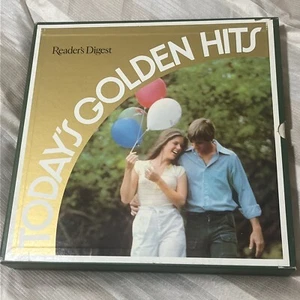 Reader's Digest
TODAY'S GOLDEN HITS